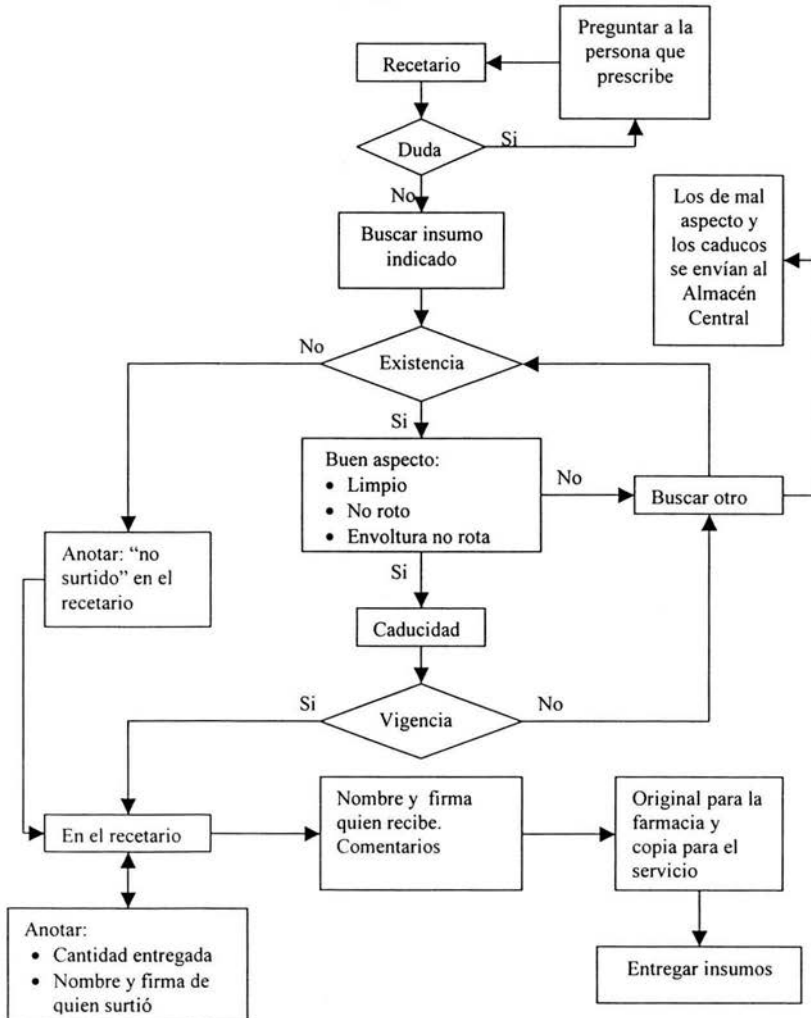 Preguntar a la
persona que
prescribe
Recetario
Duda
Si
No
Buscar insumo
indicado
Los de mal
aspecto y
los caducos
se envían al
Almacén
Central
No
Existencia
Si
Buen aspecto:
• Limpio
• No roto
• Envoltura no rota
No
Buscar otro
Anotar: “no
surtido” en el
recetario
Si
Caducidad
Si
Vigencia
No
En el recetario
Nombre y firma
quien recibe.
Comentarios
Original para la
farmacia y
copia para el
servicio
Anotar:
• Cantidad entregada
• Nombre y firma de
quien surtió
Entregar insumos